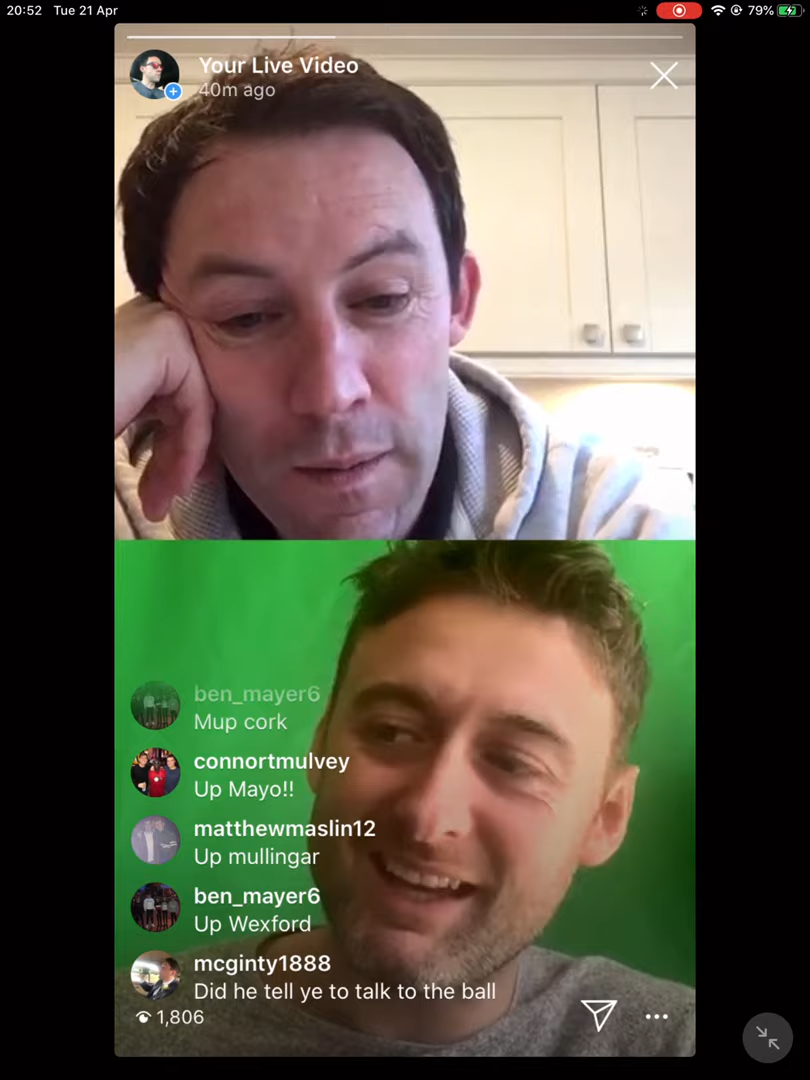 20:52 Tue 21 Apr 79%
Your Live Video
40m ago
ben_mayer6
Mup cork
connortmulvey
Up Mayo!!
matthewmaslin12
Up mullingar
ben_mayer6
Up Wexford
mcginty1888
Did he tell ye to talk to the ball
1,806